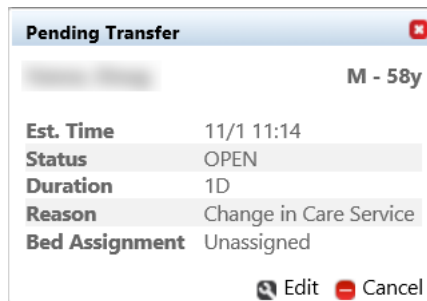 Pending Transfer
M - 58y
Est. Time 11/1 11:14
Status OPEN
Duration 1D
Reason Change in Care Service
Bed Assignment Unassigned
Edit Cancel